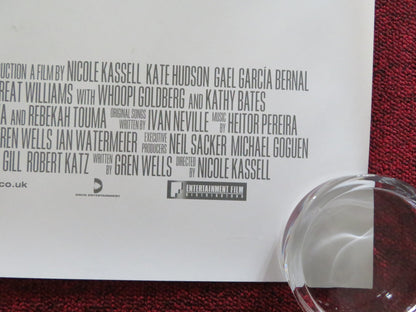 UCTION A FILM BY NICOLE KASSELL KATE HUDSON GAEL GARCÍA BERNAL
REAT WILLIAMS WITH WHOOPI GOLDBERG AND KATHY BATES
A AND REBEKAH TOUMA ORIGINAL SONGS WRITTEN BY IVAN NEVILLE MUSIC BY HEITOR PEREIRA
REN WELLS IAN WATERMEIER EXECUTIVE PRODUCERS NEIL SACKER MICHAEL GOGUEN
GILL ROBERT KATZ WRITTEN BY GREN WELLS DIRECTED BY NICOLE KASSELL
co.uk
ENTERTAINMENT FILM
DISTRIBUTORS